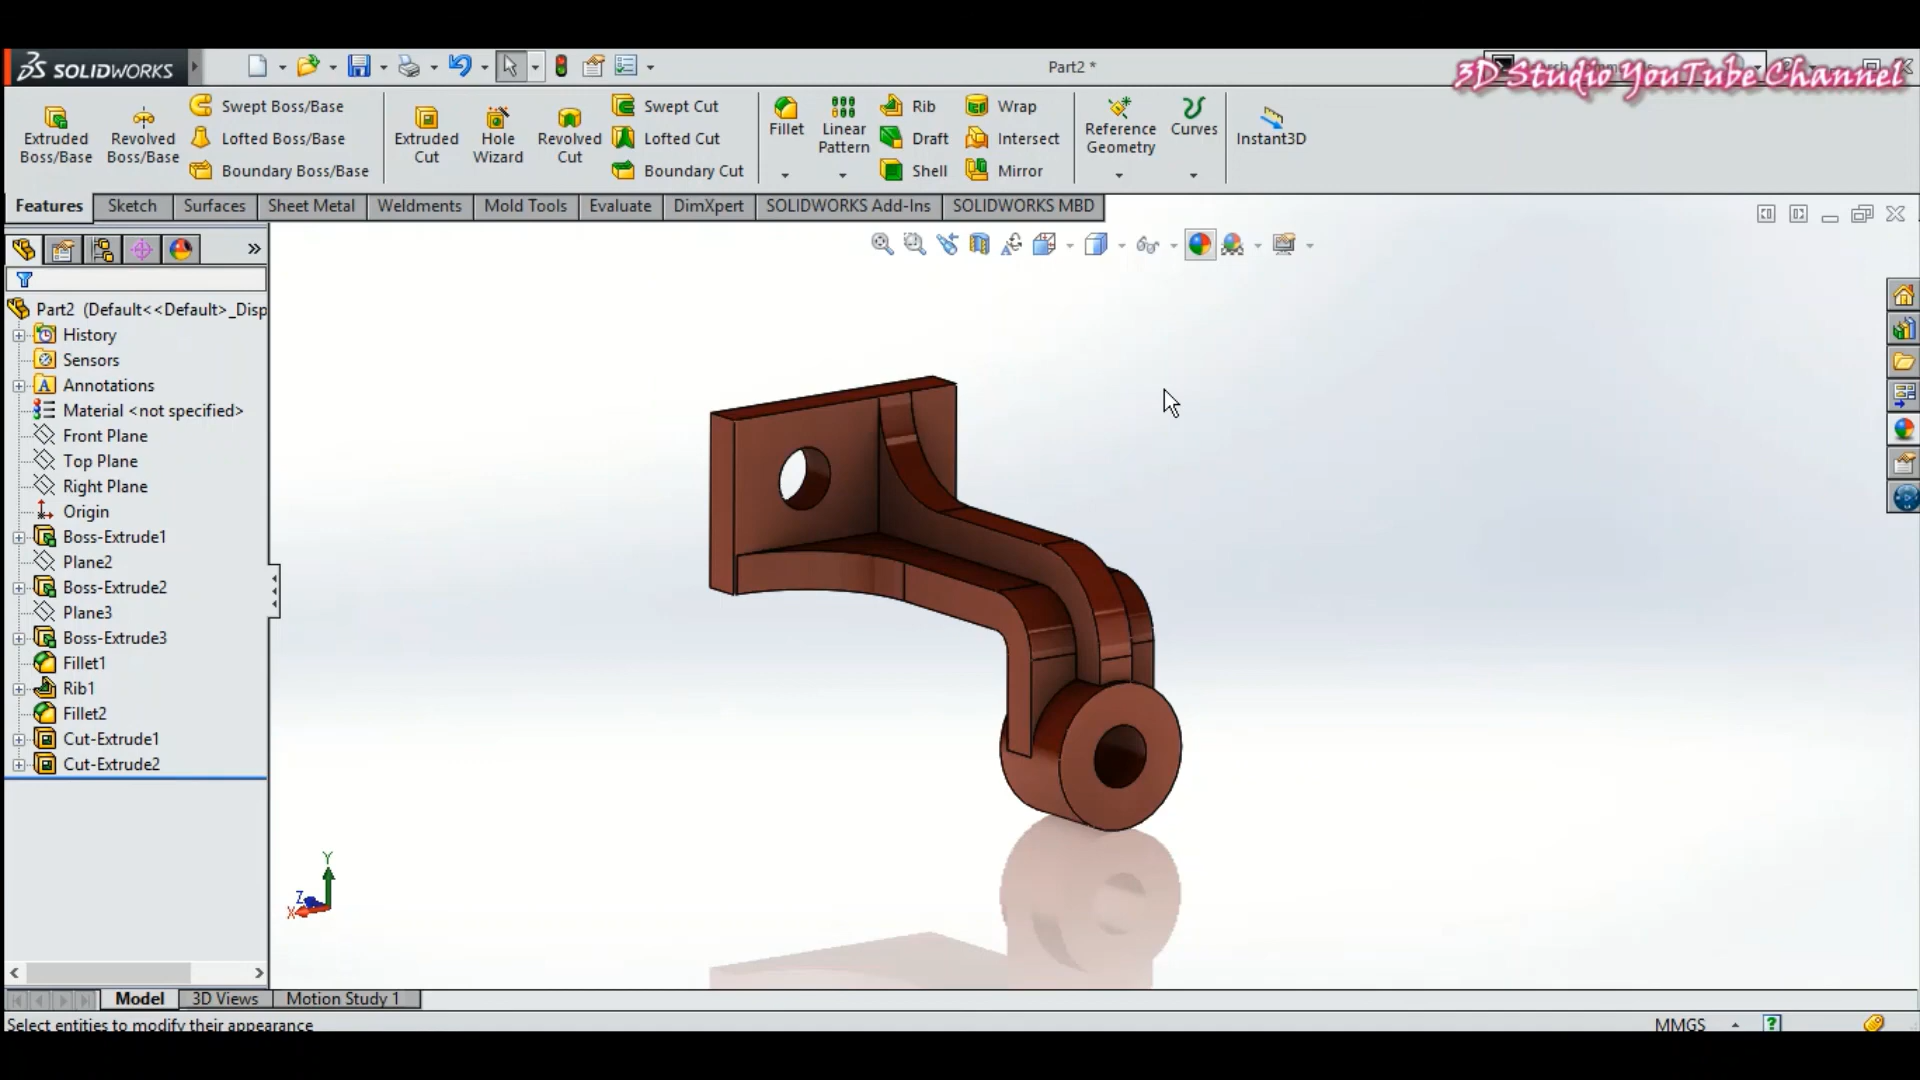 SOLIDWORKS
Part2 *
3D Studio YouTube Channel
Extruded Boss/Base
Revolved Boss/Base
Swept Boss/Base
Lofted Boss/Base
Boundary Boss/Base
Extruded Cut
Hole Wizard
Revolved Cut
Swept Cut
Lofted Cut
Boundary Cut
Fillet
Linear Pattern
Rib
Draft
Shell
Wrap
Intersect
Mirror
Reference Geometry
Curves
Instant3D
Features
Sketch
Surfaces
Sheet Metal
Weldments
Mold Tools
Evaluate
DimXpert
SOLIDWORKS Add-Ins
SOLIDWORKS MBD
Part2 (Default<<Default>_Disp
History
Sensors
Annotations
Material <not specified>
Front Plane
Top Plane
Right Plane
Origin
Boss-Extrude1
Plane2
Boss-Extrude2
Plane3
Boss-Extrude3
Fillet1
Rib1
Fillet2
Cut-Extrude1
Cut-Extrude2
Y
Z
X
Model
3D Views
Motion Study 1
Select entities to modify their appearance
MMGS